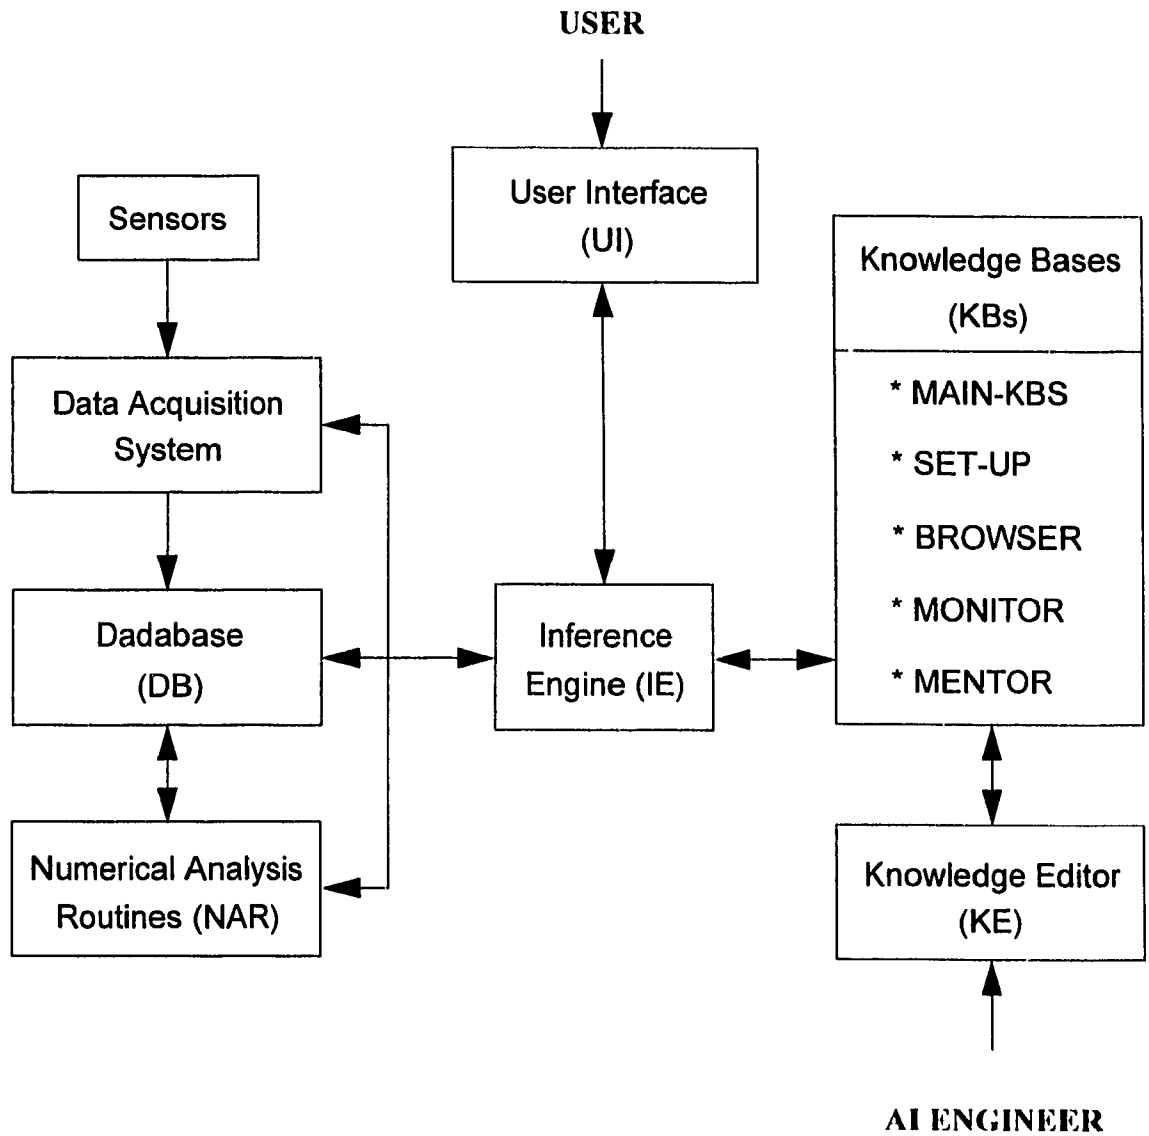 USER
User Interface
(UI)
Sensors
Knowledge Bases
(KBs)
Data Acquisition
System
* MAIN-KBS
* SET-UP
* BROWSER
* MONITOR
* MENTOR
Dadabase
(DB)
Inference
Engine (IE)
Numerical Analysis
Routines (NAR)
Knowledge Editor
(KE)
AI ENGINEER